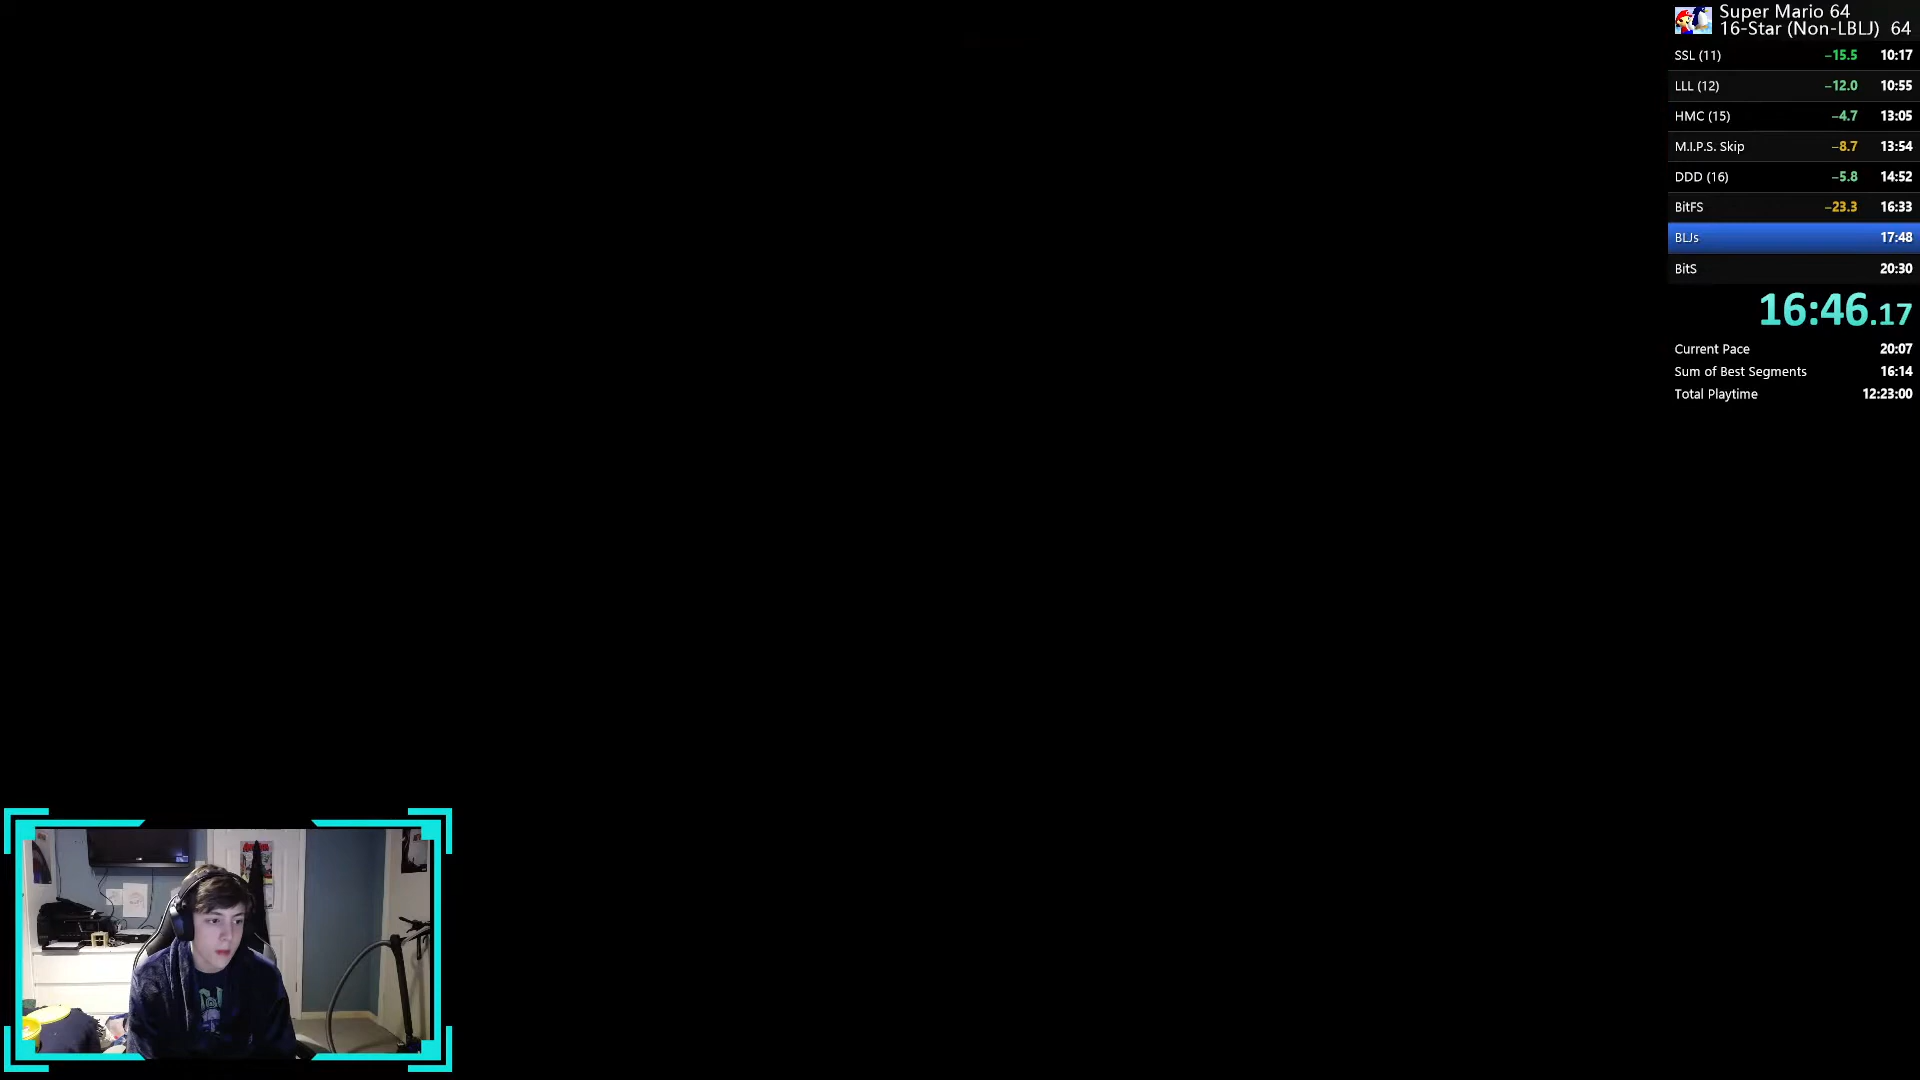 Super Mario 64
16-Star (Non-LBLJ) 64
SSL (11) −15.5 10:17
LLL (12) −12.0 10:55
HMC (15) −4.7 13:05
M.I.P.S. Skip −8.7 13:54
DDD (16) −5.8 14:52
BitFS −23.3 16:33
BLJs 17:48
BitS 20:30
16:46.17
Current Pace 20:07
Sum of Best Segments 16:14
Total Playtime 12:23:00